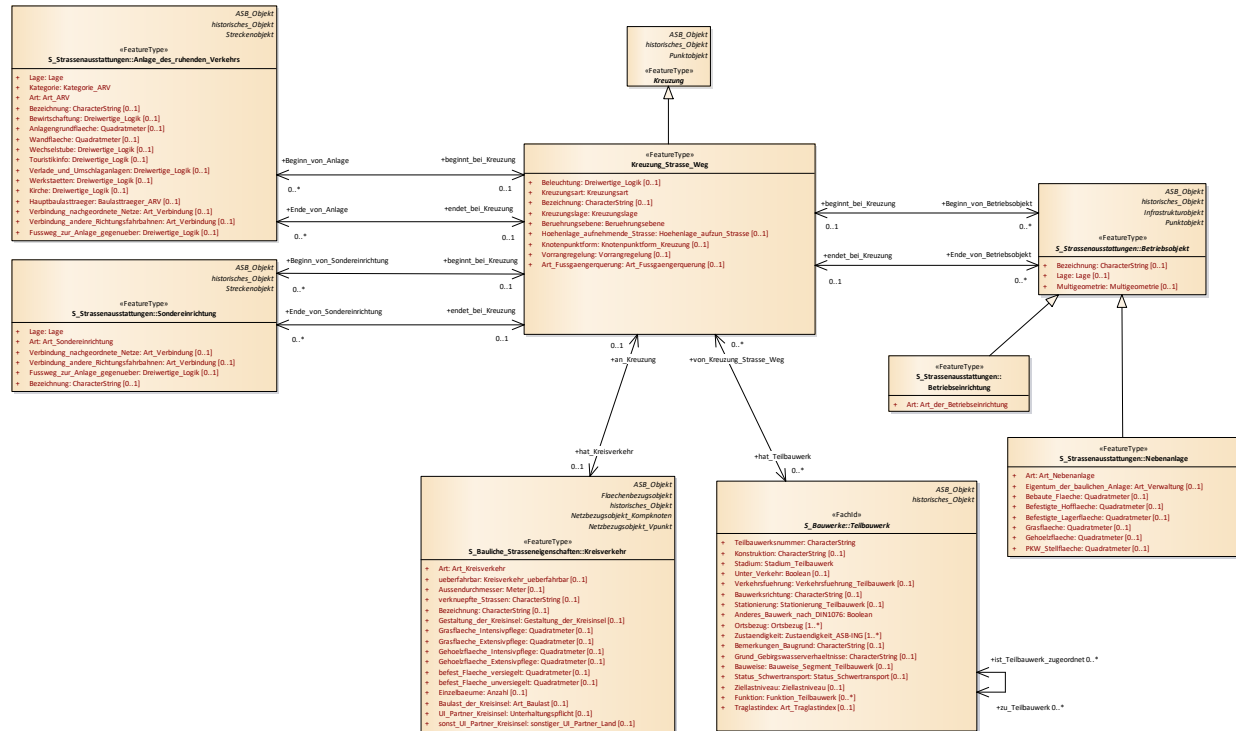 ASB_Objekt
historisches_Objekt
Streckenobjekt
«FeatureType»
S_Strassenausstattungen::Anlage_des_ruhenden_Verkehrs
+ Lage: Lage
+ Kategorie: Kategorie_ARV
+ Art: Art_ARV
+ Bezeichnung: CharacterString [0..1]
+ Bewirtschaftung: Dreiwertige_Logik [0..1]
+ Anlagengrundflaeche: Quadratmeter [0..1]
+ Wandflaeche: Quadratmeter [0..1]
+ Wechselstube: Dreiwertige_Logik [0..1]
+ Touristikinfo: Dreiwertige_Logik [0..1]
+ Verlade_und_Umschlaganlagen: Dreiwertige_Logik [0..1]
+ Werkstaetten: Dreiwertige_Logik [0..1]
+ Kirche: Dreiwertige_Logik [0..1]
+ Hauptbaulasttraeger: Baulasttraeger_ARV [0..1]
+ Verbindung_nachgeordnete_Netze: Art_Verbindung [0..1]
+ Verbindung_andere_Richtungsfahrbahnen: Art_Verbindung [0..1]
+ Fussweg_zur_Anlage_gegenueber: Dreiwertige_Logik [0..1]
ASB_Objekt
historisches_Objekt
Punktobjekt
«FeatureType»
Kreuzung
«FeatureType»
Kreuzung_Strasse_Weg
+ Beleuchtung: Dreiwertige_Logik [0..1]
+ Kreuzungsart: Kreuzungsart
+ Bezeichnung: CharacterString [0..1]
+ Kreuzungslage: Kreuzungslage
+ Beruehrungsebene: Beruehrungsebene
+ Hoehenlage_aufnehmende_Strasse: Hoehenlage_aufzun_Strasse [0..1]
+ Knotenpunktform: Knotenpunktform_Kreuzung [0..1]
+ Vorrangregelung: Vorrangregelung [0..1]
+ Art_Fussgaengerquerung: Art_Fussgaengerquerung [0..1]
+Beginn_von_Anlage
0..*
+beginnt_bei_Kreuzung
0..1
+Ende_von_Anlage
0..*
+endet_bei_Kreuzung
0..1
+Beginn_von_Sondereinrichtung
0..*
+beginnt_bei_Kreuzung
0..1
+Ende_von_Sondereinrichtung
0..*
+endet_bei_Kreuzung
0..1
+beginnt_bei_Kreuzung
0..1
+Beginn_von_Betriebsobjekt
0..*
+endet_bei_Kreuzung
0..1
+Ende_von_Betriebsobjekt
0..*
ASB_Objekt
historisches_Objekt
Infrastrukturobjekt
Punktobjekt
«FeatureType»
S_Strassenausstattungen::Betriebsobjekt
+ Bezeichnung: CharacterString [0..1]
+ Lage: Lage [0..1]
+ Multigeometrie: Multigeometrie [0..1]
ASB_Objekt
historisches_Objekt
Streckenobjekt
«FeatureType»
S_Strassenausstattungen::Sondereinrichtung
+ Lage: Lage
+ Art: Art_Sondereinrichtung
+ Verbindung_nachgeordnete_Netze: Art_Verbindung [0..1]
+ Verbindung_andere_Richtungsfahrbahnen: Art_Verbindung [0..1]
+ Fussweg_zur_Anlage_gegenueber: Dreiwertige_Logik [0..1]
+ Bezeichnung: CharacterString [0..1]
«FeatureType»
S_Strassenausstattungen::
Betriebseinrichtung
+ Art: Art_der_Betriebseinrichtung
«FeatureType»
S_Strassenausstattungen::Nebenanlage
+ Art: Art_Nebenanlage
+ Eigentum_der_baulichen_Anlage: Art_Verwaltung [0..1]
+ Bebaute_Flaeche: Quadratmeter [0..1]
+ Befestigte_Hofflaeche: Quadratmeter [0..1]
+ Befestigte_Lagerflaeche: Quadratmeter [0..1]
+ Grasflaeche: Quadratmeter [0..1]
+ Gehoelzflaeche: Quadratmeter [0..1]
+ PKW_Stellflaeche: Quadratmeter [0..1]
0..1
+an_Kreuzung
0..*
+von_Kreuzung_Strasse_Weg
+hat_Kreisverkehr
0..1
+hat_Teilbauwerk
0..*
ASB_Objekt
Flaechenbezugsobjekt
historisches_Objekt
Netzbezugsobjekt_Kompknoten
Netzbezugsobjekt_Vpunkt
«FeatureType»
S_Bauliche_Strasseneigenschaften::Kreisverkehr
+ Art: Art_Kreisverkehr
+ ueberfahrbar: Kreisverkehr_ueberfahrbar [0..1]
+ Aussendurchmesser: Meter [0..1]
+ verknuepfte_Strassen: CharacterString [0..1]
+ Bezeichnung: CharacterString [0..1]
+ Gestaltung_der_Kreisinsel: Gestaltung_der_Kreisinsel [0..1]
+ Grasflaeche_Intensivpflege: Quadratmeter [0..1]
+ Grasflaeche_Extensivpflege: Quadratmeter [0..1]
+ Gehoelzflaeche_Intensivpflege: Quadratmeter [0..1]
+ Gehoelzflaeche_Extensivpflege: Quadratmeter [0..1]
+ befest_Flaeche_versiegelt: Quadratmeter [0..1]
+ befest_Flaeche_unversiegelt: Quadratmeter [0..1]
+ Einzelbaeume: Anzahl [0..1]
+ Baulast_der_Kreisinsel: Art_Baulast [0..1]
+ UI_Partner_Kreisinsel: Unterhaltungspflicht [0..1]
+ sonst_UI_Partner_Kreisinsel: sonstiger_UI_Partner_Land [0..1]
ASB_Objekt
historisches_Objekt
«FachId»
S_Bauwerke::Teilbauwerk
+ Teilbauwerksnummer: CharacterString
+ Konstruktion: CharacterString [0..1]
+ Stadium: Stadium_Teilbauwerk
+ Unter_Verkehr: Boolean [0..1]
+ Verkehrsfuehrung: Verkehrsfuehrung_Teilbauwerk [0..1]
+ Bauwerksrichtung: CharacterString [0..1]
+ Stationierung: Stationierung_Teilbauwerk [0..1]
+ Anderes_Bauwerk_nach_DIN1076: Boolean
+ Ortsbezug: Ortsbezug [1..*]
+ Zustaendigkeit: Zustaendigkeit_ASB-ING [1..*]
+ Bemerkungen_Baugrund: CharacterString [0..1]
+ Grund_Gebirgswasserverhaeltnisse: CharacterString [0..1]
+ Bauweise: Bauweise_Segment_Teilbauwerk [0..1]
+ Status_Schwertransport: Status_Schwertransport [0..1]
+ Ziellastniveau: Ziellastniveau [0..1]
+ Funktion: Funktion_Teilbauwerk [0..*]
+ Traglastindex: Art_Traglastindex [0..1]
+ist_Teilbauwerk_zugeordnet 0..*
+zu_Teilbauwerk 0..*